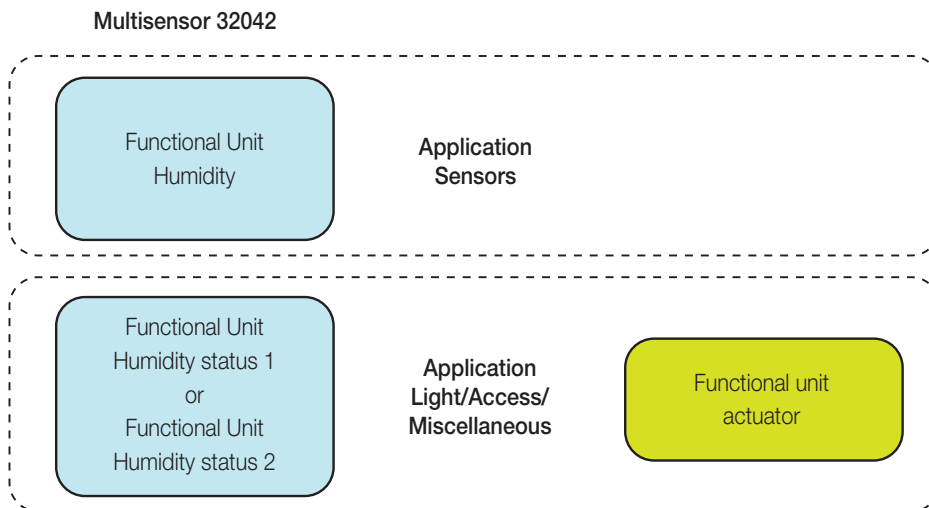 Multisensor 32042
Functional Unit
Humidity
Application
Sensors
Functional Unit
Humidity status 1
or
Functional Unit
Humidity status 2
Application
Light/Access/
Miscellaneous
Functional unit
actuator